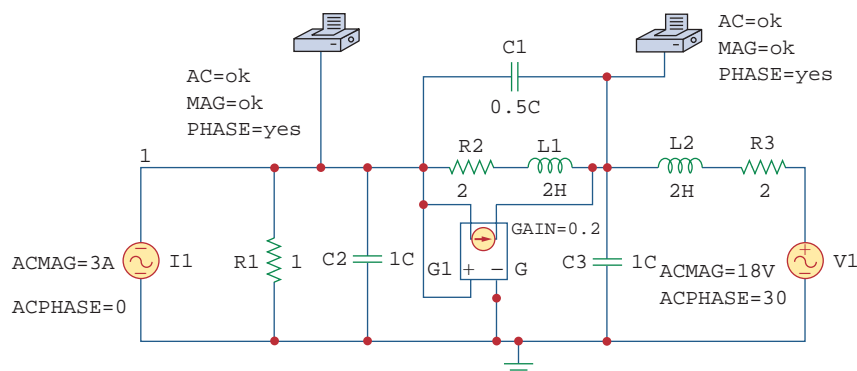 AC=ok
MAG=ok
PHASE=yes
AC=ok
MAG=ok
PHASE=yes
C1
0.5C
1
R2
L1
L2
R3
2
2H
2H
2
GAIN=0.2
ACMAG=3A
I1
R1
1
C2
1C
G1
+
−
G
C3
1C
ACMAG=18V
V1
ACPHASE=0
ACPHASE=30